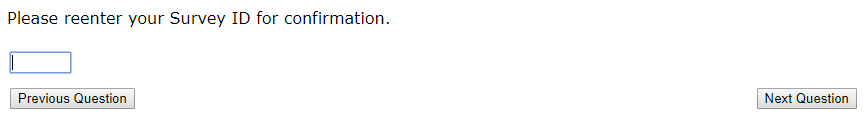 Please reenter your Survey ID for confirmation.
Previous Question
Next Question